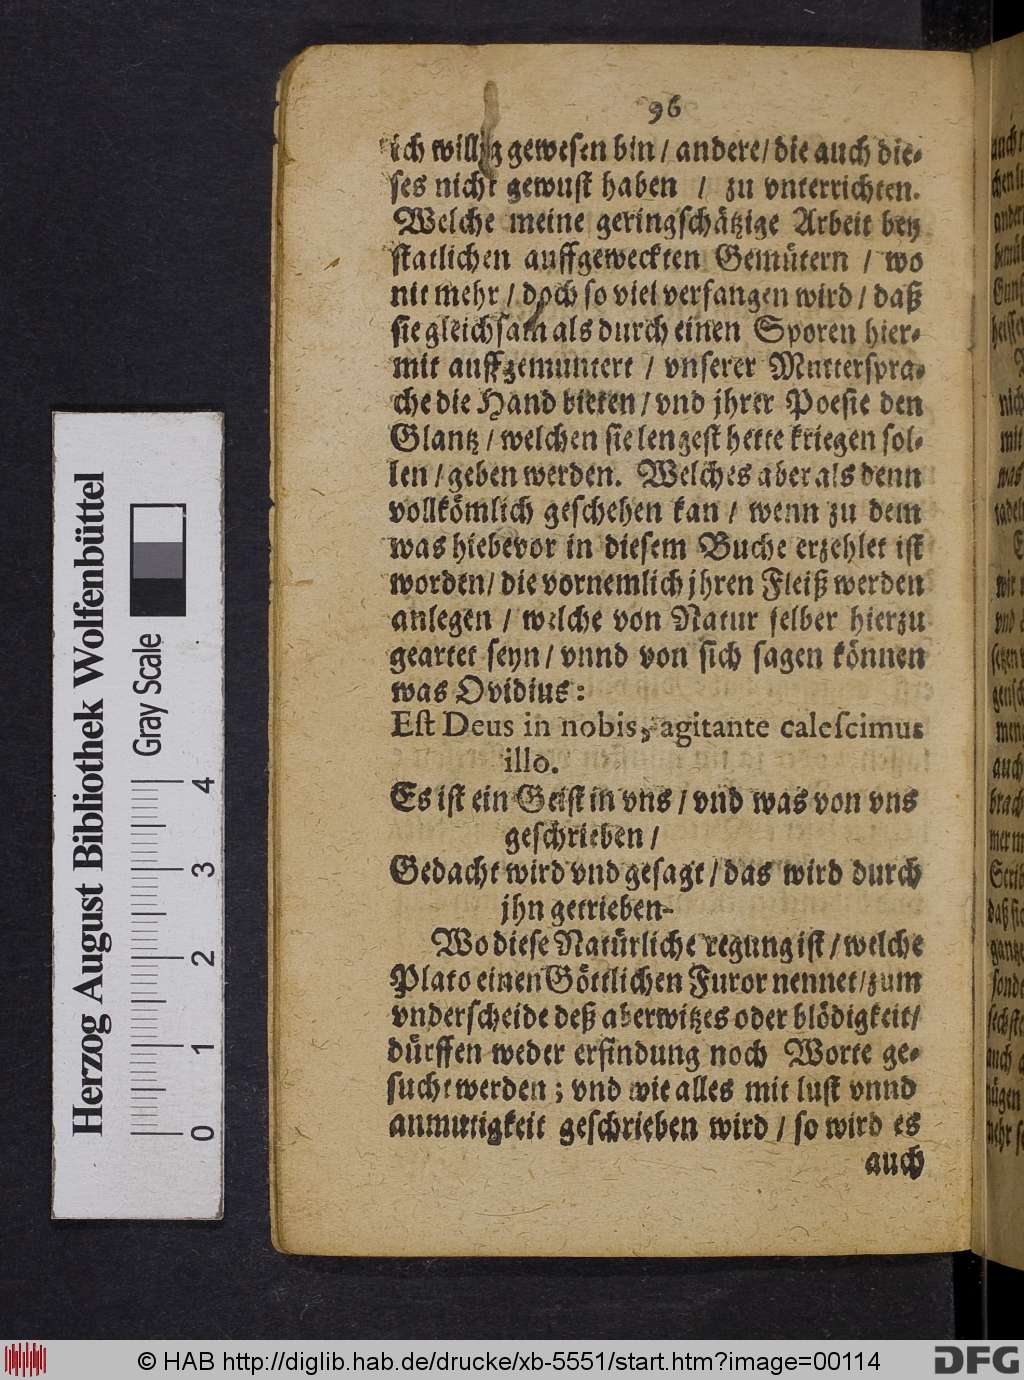 96
ich willig gewesen bin / andere / die auch die-
ses nicht gewust haben / zu vnterrichten.
Welche meine geringschätzige Arbeit bey
statlichen auffgeweckten Gemütern / wo
nit mehr / doch so viel verfangen wird / daß
sie gleichsam als durch einen Sporen hier-
mit auffgemuntert / vnserer Mutterspra-
che die Hand bieten / vnd jhrer Poesie den
Glantz / welchen sie lengest hette kriegen sol-
len / geben werden. Welches aber als denn
vollkömlich geschehen kan / wenn zu dem
was hiebevor in diesem Buche erzehlet ist
worden / die vornemlich jhren Fleiß werden
anlegen / welche von Natur selber hierzu
geartet seyn / vnnd von sich sagen können
was Ovidius:
Est Deus in nobis, agitante calescimus
illo.
Es ist ein Geist in vns / vnd was von vns
geschrieben /
Gedacht wird vnd gesagt / das wird durch
jhn getrieben-
Wo diese Natürliche regung ist / welche
Plato einen Göttlichen Furor nennet / zum
vnderscheide deß aberwitzes oder blödigkeit /
dürffen weder erfindung noch Worte ge-
sucht werden ; vnd wie alles mit lust vnnd
anmutigkeit geschrieben wird / so wird es
auch
Herzog August Bibliothek Wolfenbüttel
Gray Scale
0 1 2 3 4
© HAB http://diglib.hab.de/drucke/xb-5551/start.htm?image=00114
DFG